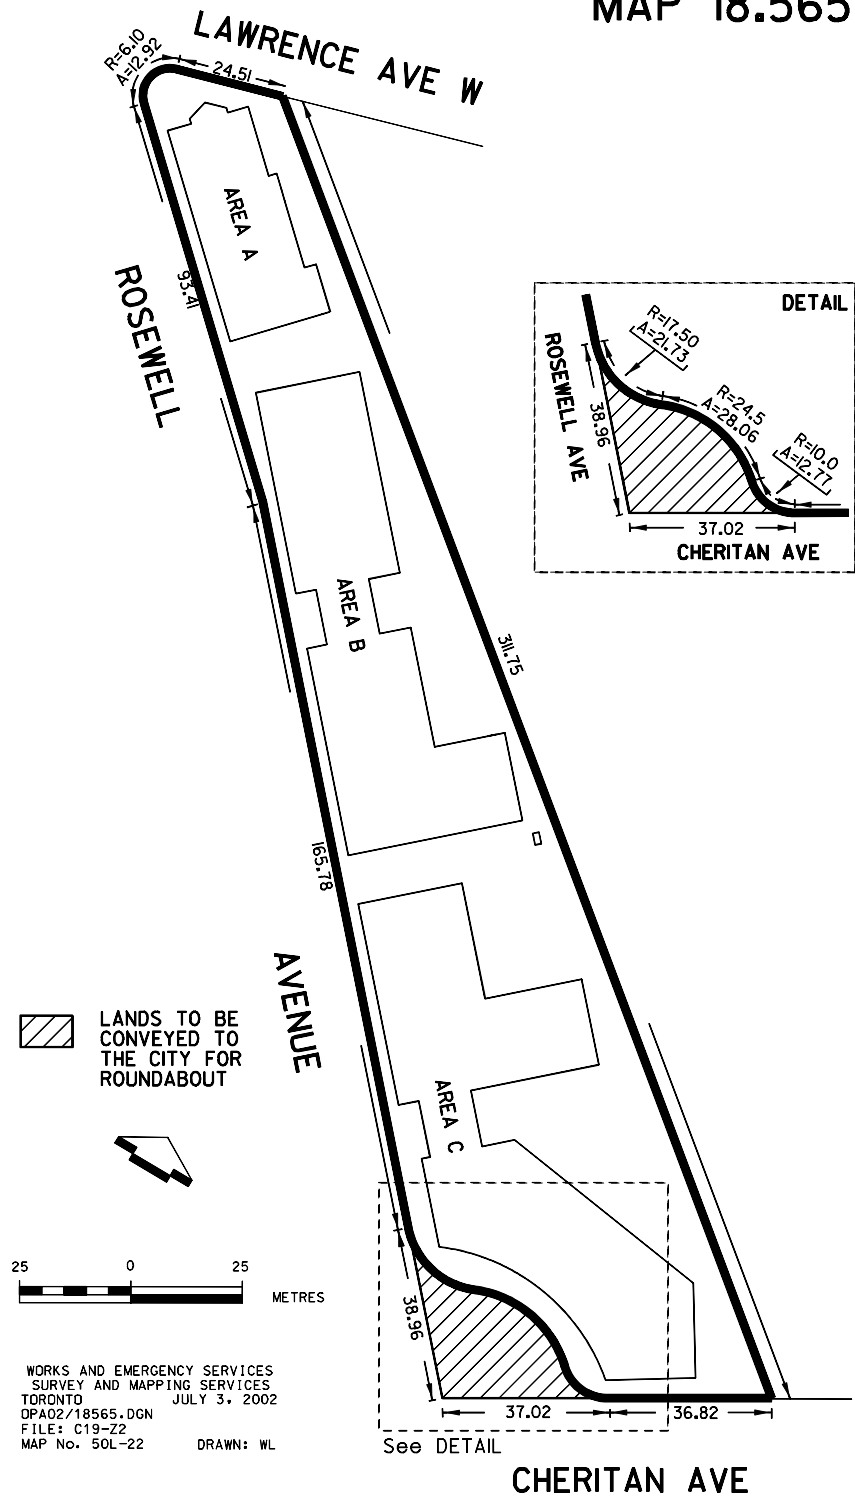 MAP 18.565
LAWRENCE AVE W
R=6.10
A=12.92
24.51
AREA A
93.41
ROSEWELL
DETAIL
R=17.50
A=21.73
ROSEWELL AVE
38.96
R=24.5
A=28.06
R=10.0
A=12.77
37.02
CHERITAN AVE
AREA B
311.75
165.78
AVENUE
LANDS TO BE
CONVEYED TO
THE CITY FOR
ROUNDABOUT
AREA C
25 0 25
METRES
38.96
WORKS AND EMERGENCY SERVICES
SURVEY AND MAPPING SERVICES
TORONTO JULY 3, 2002
OPA02/18565.DGN
FILE: C19-Z2
MAP No. 50L-22 DRAWN: WL
37.02
36.82
See DETAIL
CHERITAN AVE